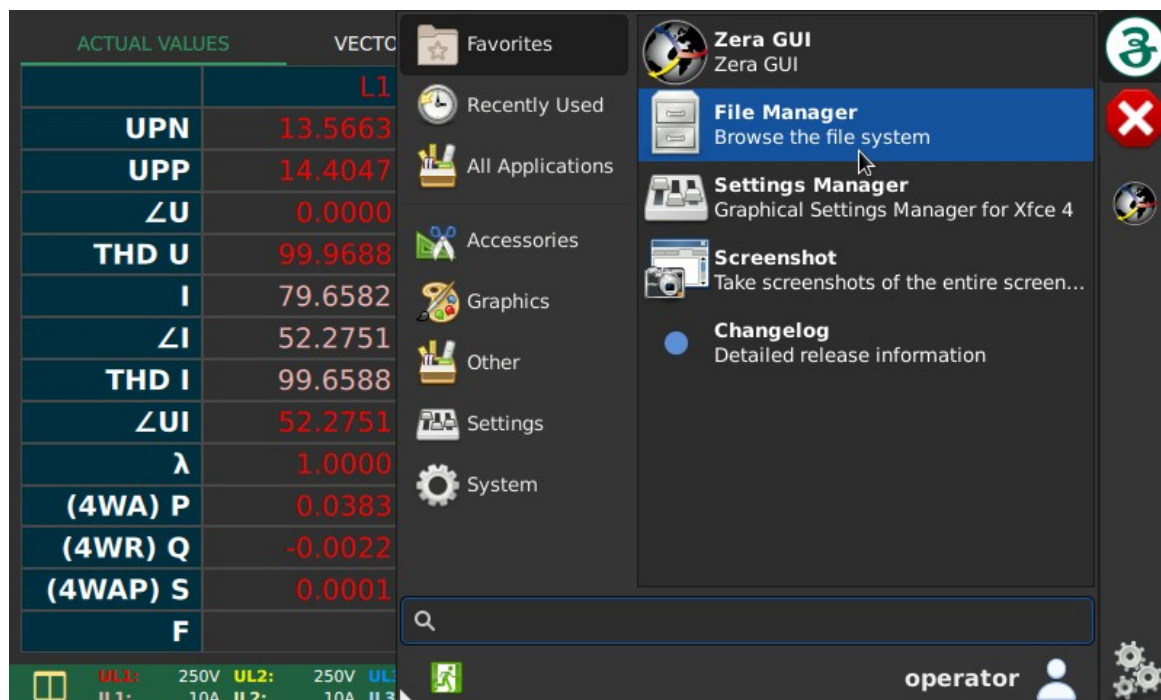 ACTUAL VALUES VECTO
L1
UPN 13.5663
UPP 14.4047
∠U 0.0000
THD U 99.9688
I 79.6582
∠I 52.2751
THD I 99.6588
∠UI 52.2751
λ 1.0000
(4WA) P 0.0383
(4WR) Q -0.0022
(4WAP) S 0.0001
F
UL1: 250V UL2: 250V UL
IL1: 10A IL2: 10A IL3
Favorites
Recently Used
All Applications
Accessories
Graphics
Other
Settings
System
Zera GUI
Zera GUI
File Manager
Browse the file system
Settings Manager
Graphical Settings Manager for Xfce 4
Screenshot
Take screenshots of the entire screen...
Changelog
Detailed release information
operator